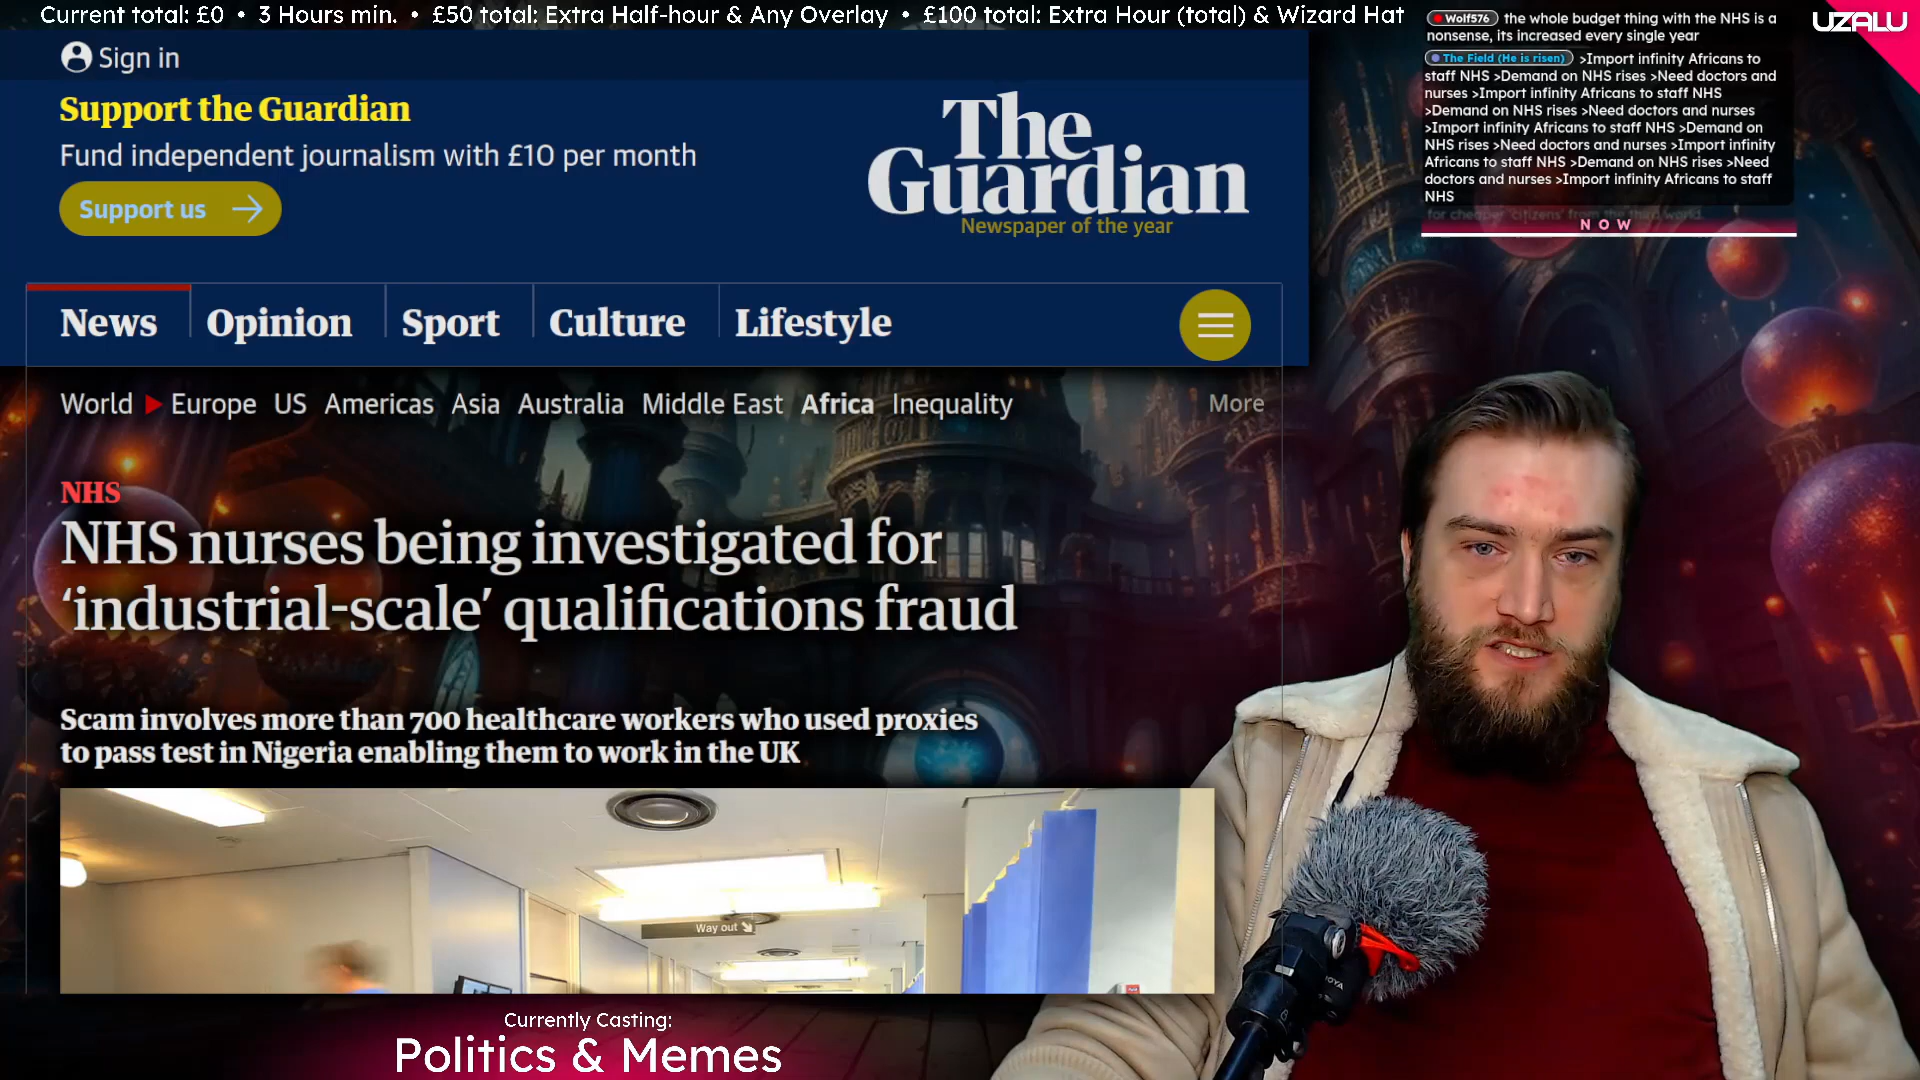 Current total: £0 • 3 Hours min. • £50 total: Extra Half-hour & Any Overlay • £100 total: Extra Hour (total) & Wizard Hat
Wolf576 the whole budget thing with the NHS is a
nonsense, its increased every single year
The Field (He is risen) >Import infinity Africans to
staff NHS >Demand on NHS rises >Need doctors and
nurses >Import infinity Africans to staff NHS
>Demand on NHS rises >Need doctors and nurses
>Import infinity Africans to staff NHS >Demand on
NHS rises >Need doctors and nurses >Import infinity
Africans to staff NHS >Demand on NHS rises >Need
doctors and nurses >Import infinity Africans to staff
NHS
for cheaper 'citizens' from the third world.
NOW
UZALU
Sign in
Support the Guardian
Fund independent journalism with £10 per month
Support us
The
Guardian
Newspaper of the year
News Opinion Sport Culture Lifestyle
World Europe US Americas Asia Australia Middle East Africa Inequality More
NHS
NHS nurses being investigated for
‘industrial-scale’ qualifications fraud
Scam involves more than 700 healthcare workers who used proxies
to pass test in Nigeria enabling them to work in the UK
Way out
JOYA
Currently Casting:
Politics & Memes